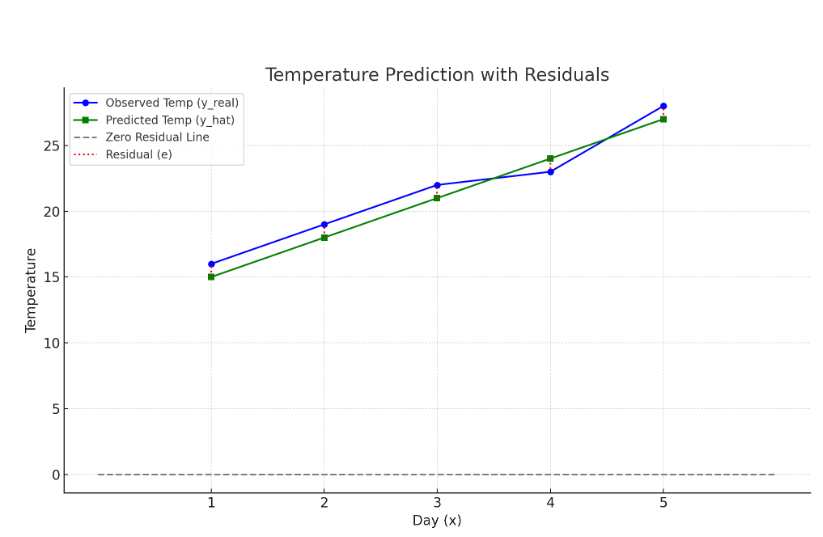 Temperature Prediction with Residuals
Observed Temp (y_real)
Predicted Temp (y_hat)
Zero Residual Line
Residual (e)
25
20
15
10
5
0
Temperature
1 2 3 4 5
Day (x)